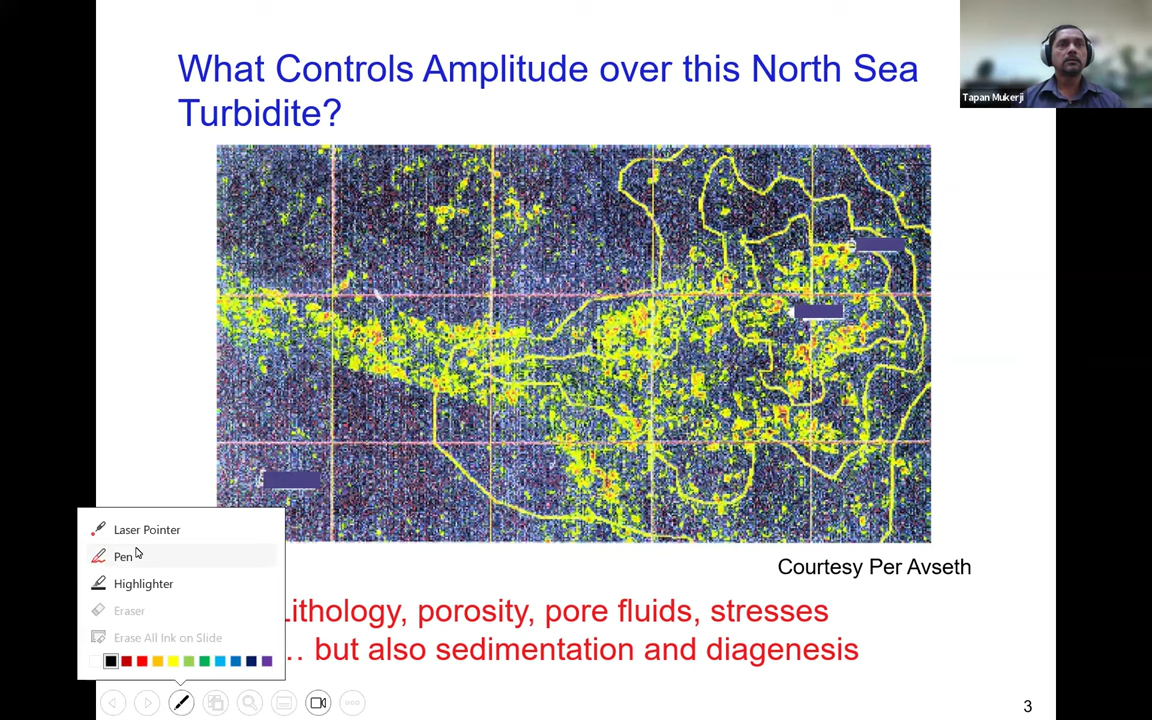 What Controls Amplitude over this North Sea
Turbidite?
Tapan Mukerji
Laser Pointer
Pen
Highlighter
Eraser
Erase All Ink on Slide
Courtesy Per Avseth
Lithology, porosity, pore fluids, stresses
.. but also sedimentation and diagenesis
3